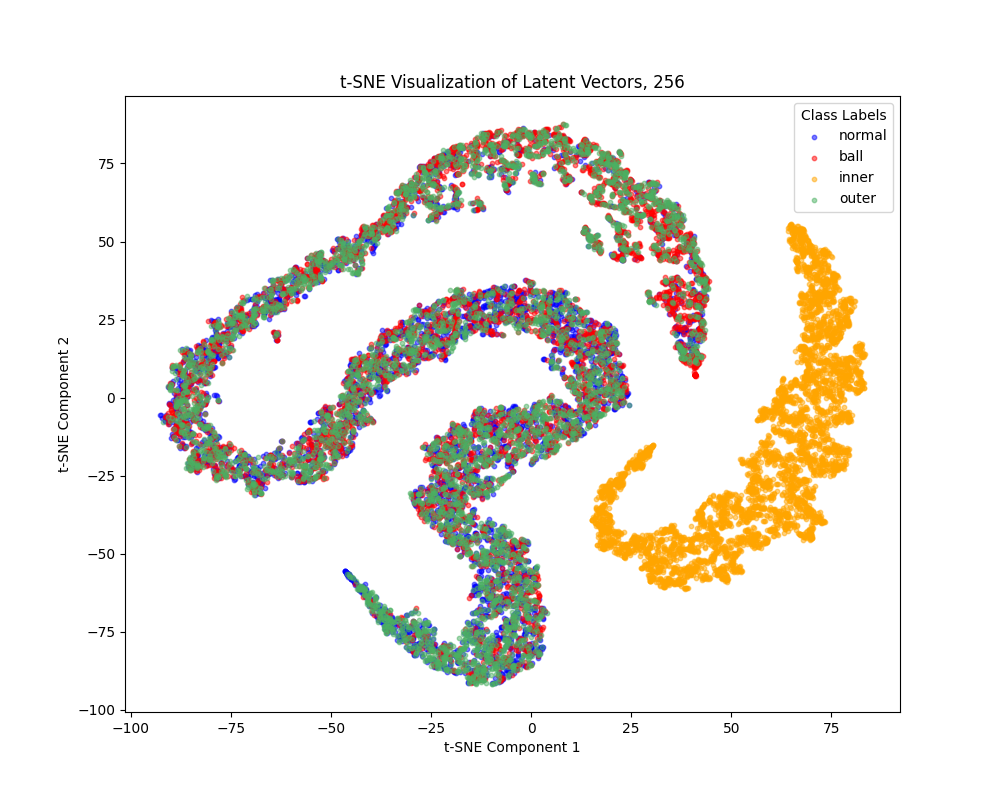 t-SNE Visualization of Latent Vectors, 256
Class Labels
normal
ball
inner
outer
75
50
25
0
−25
−50
−75
−100
t-SNE Component 2
−100
−75
−50
−25
0
25
50
75
t-SNE Component 1